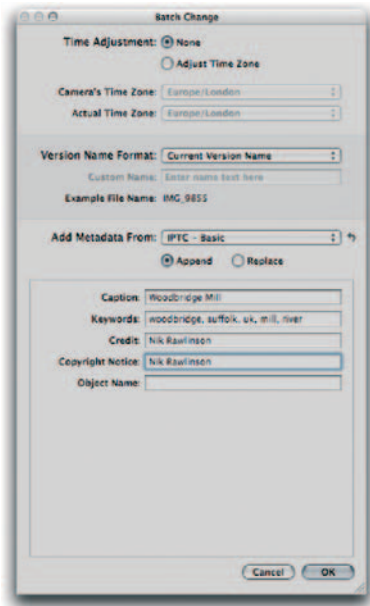 Batch Change
Time Adjustment: None
Adjust Time Zone
Camera's Time Zone: Europe/London
Actual Time Zone: Europe/London
Version Name Format: Current Version Name
Custom Name: Enter name text here
Example File Name: IMG_9855
Add Metadata From: IPTC - Basic
Append Replace
Caption: Woodbridge Mill
Keywords: woodbridge, suffolk, uk, mill, river
Credit: Nik Rawlinson
Copyright Notice: Nik Rawlinson
Object Name:
Cancel OK